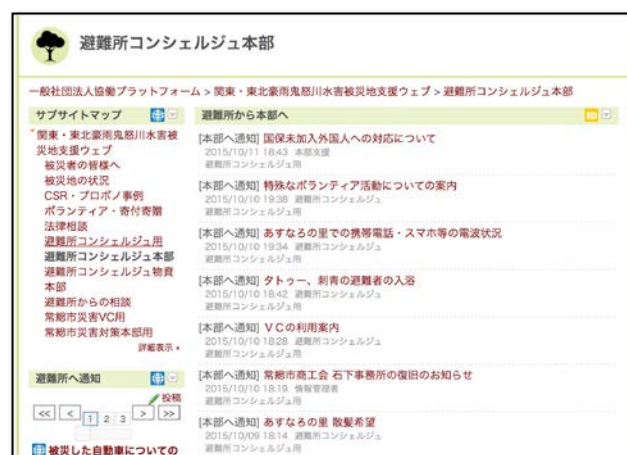 避難所コンシェルジュ本部
一般社団法人協働プラットフォーム > 関東・東北豪雨鬼怒川水害被災地支援ウェブ > 避難所コンシェルジュ本部
サブサイトマップ
関東・東北豪雨鬼怒川水害被
災地支援ウェブ
被災者の皆様へ
被災地の状況
CSR・プロボノ事例
ボランティア・寄付寄贈
法律相談
避難所コンシェルジュ用
避難所コンシェルジュ本部
避難所コンシェルジュ物資
本部
避難所からの相談
常総市災害VC用
常総市災害対策本部用
詳細表示
避難所へ通知
投稿
<< < 1 2 3 > >>
被災した自動車についての
避難所から本部へ
[本部へ通知] 国保未加入外国人への対応について
2015/10/11 18:43 本部支援
避難所コンシェルジュ用
[本部へ通知] 特殊なボランティア活動についての案内
2015/10/10 19:38 避難所コンシェルジュ
避難所コンシェルジュ用
[本部へ通知] あすなろの里での携帯電話・スマホ等の電波状況
2015/10/10 19:34 避難所コンシェルジュ
避難所コンシェルジュ用
[本部へ通知] タトゥー、刺青の避難者の入浴
2015/10/10 18:42 避難所コンシェルジュ
避難所コンシェルジュ用
[本部へ通知] VCの利用案内
2015/10/10 18:28 避難所コンシェルジュ
避難所コンシェルジュ用
[本部へ通知] 常総市商工会 石下事務所の復旧のお知らせ
2015/10/10 18:19 情報管理者
避難所コンシェルジュ用
[本部へ通知] あすなろの里 散髪希望
2015/10/09 18:14 避難所コンシェルジュ
避難所コンシェルジュ用